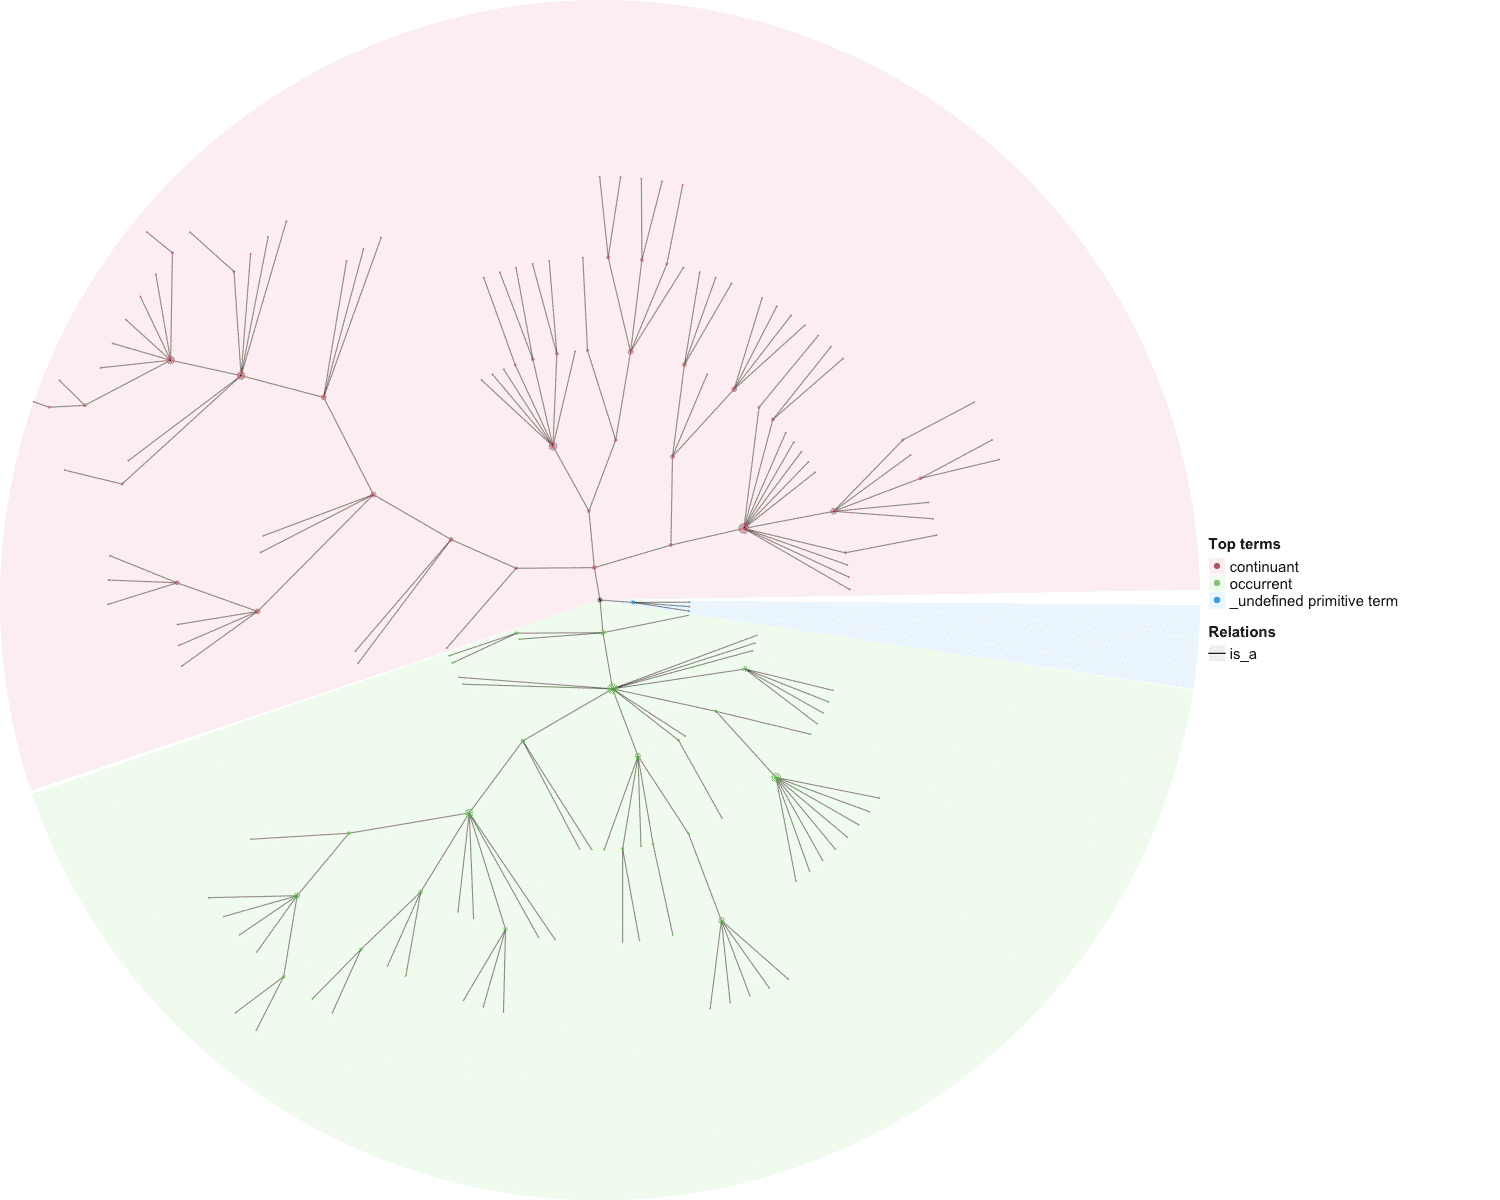 Top terms
continuant
occurrent
_undefined primitive term
Relations
is_a